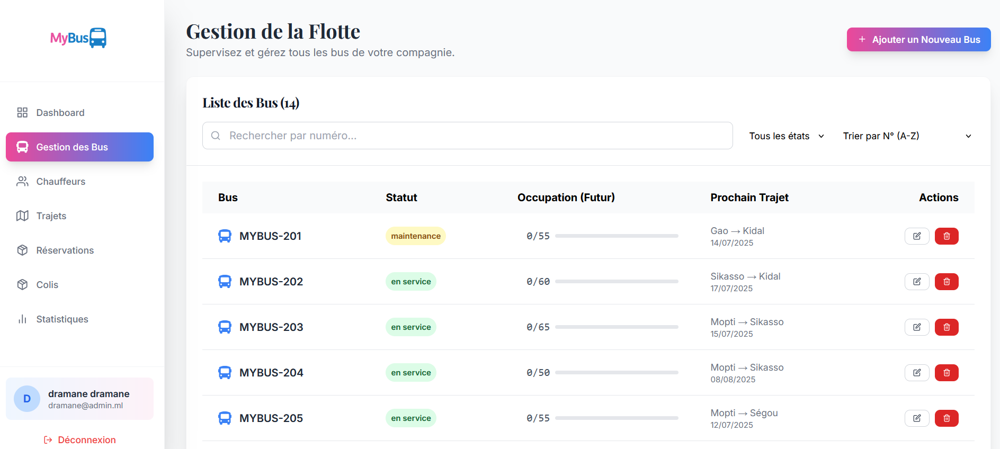 MyBus
Dashboard
Gestion des Bus
Chauffeurs
Trajets
Réservations
Colis
Statistiques
D
dramane dramane
dramane@admin.ml
Déconnexion
Gestion de la Flotte
Supervisez et gérez tous les bus de votre compagnie.
+ Ajouter un Nouveau Bus
Liste des Bus (14)
Rechercher par numéro...
Tous les états
Trier par N° (A-Z)
Bus Statut Occupation (Futur) Prochain Trajet Actions
MYBUS-201 maintenance 0/55 Gao → Kidal
14/07/2025
MYBUS-202 en service 0/60 Sikasso → Kidal
17/07/2025
MYBUS-203 en service 0/65 Mopti → Sikasso
15/07/2025
MYBUS-204 en service 0/50 Mopti → Sikasso
08/08/2025
MYBUS-205 en service 0/55 Mopti → Ségou
12/07/2025